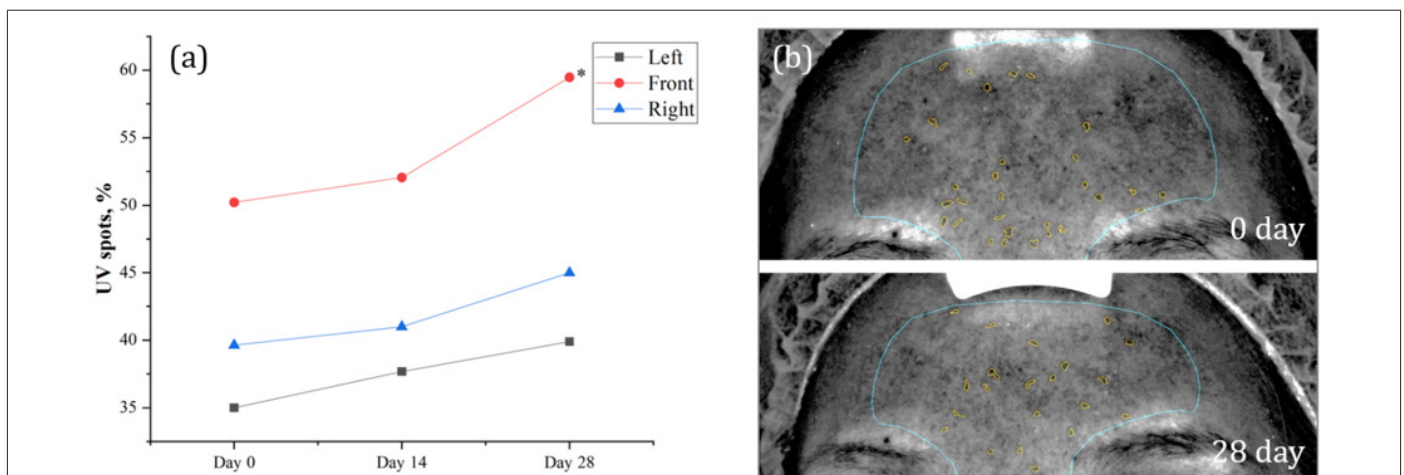 (a)
Left
Front
Right
*
60
55
50
45
40
35
UV spots, %
Day 0
Day 14
Day 28
(b)
0 day
28 day